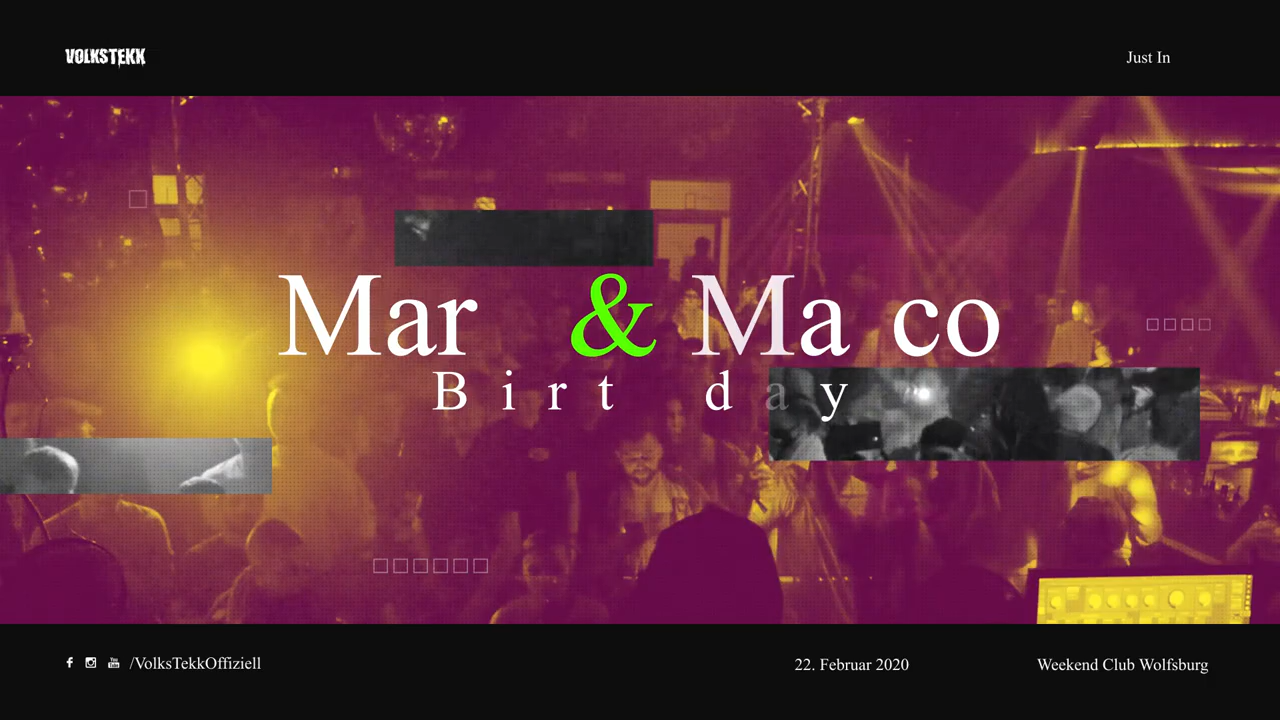 VOLKSTEKK
Just In
Mar & Ma co
Birt day
/VolksTekkOffiziell
22. Februar 2020
Weekend Club Wolfsburg